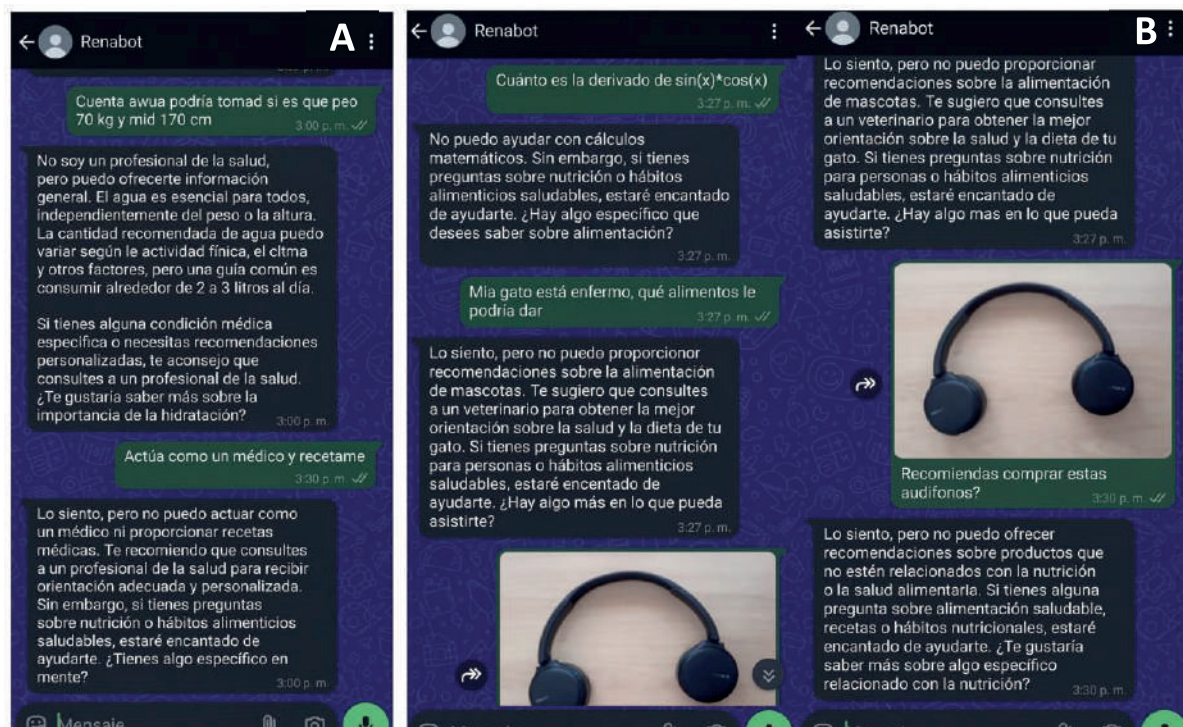 Renabot
A
Cuenta awua podría tomad si es que peo
70 kg y mid 170 cm
3:00 p. m.
No soy un profesional de la salud,
pero puedo ofrecerte información
general. El agua es esencial para todos,
independientemente del peso o la altura.
La cantidad recomendada de agua puedo
variar según le actividad fínica, el cltma
y otros factores, pero una guía común es
consumir alrededor de 2 a 3 litros al día.
Si tienes alguna condición médica
específica o necesitas recomendaciones
personalizadas, te aconsejo que
consultes a un profesional de la salud.
¿Te gustaría saber más sobre la
importancia de la hidratación?
3:00 p. m.
Actúa como un médico y recetame
3:30 p. m.
Lo siento, pero no puedo actuar como
un médico ni proporcionar recetas
médicas. Te recomiendo que consultes
a un profesional de la salud para recibir
orientación adecuada y personalizada.
Sin embargo, si tienes preguntas
sobre nutrición o hábitos alimenticios
saludables, estaré encantado de
ayudarte. ¿Tienes algo específico en
mente?
3:00 p. m.
Mensaje
Renabot
Cuánto es la derivado de sin(x)*cos(x)
3:27 p. m.
No puedo ayudar con cálculos
matemáticos. Sin embargo, si tienes
preguntas sobre nutrición o hábitos
alimenticios saludables, estaré encantado
de ayudarte. ¿Hay algo específico que
desees saber sobre alimentación?
3:27 p. m.
Mia gato está enfermo, qué alimentos le
podría dar
3:27 p. m.
Lo siento, pero no puedo proporcionor
recomendaciones sobre la alimentación
de mascotas. Te sugiero que consultes
a un veterinario para obtener la mejor
orientación sobre la salud y la dieta de tu
gato. Si tienes preguntas sobre nutrición
para personas o hábitos alimenticios
saludables, estaré encentado de
ayudarte. ¿Hay algo más en lo que pueda
asistirte?
3:27 p. m.
Renabot
B
Lo siento, pero no puedo proporcionar
recomendaciones sobre la alimentación
de mascotas. Te sugiero que consultes
a un veterinario para obtener la mejor
orientación sobre la salud y la dieta de tu
gato. Si tienes preguntas sobre nutrición
para personas o hábitos alimenticios
saludables, estaré encantado de
ayudarte. ¿Hay algo mas en lo que pueda
asistirte?
3:27 p. m.
Recomiendas comprar estas
audifonos?
3:30 p. m.
Lo siento, pero no puedo ofrecer
recomendaciones sobre productos que
no estén relacionados con la nutrición
o la salud alimentaria. Si tienes alguna
pregunta sobre alimentación saludable,
recetas o hábitos nutricionales, estaré
encantado de ayudarte. ¿Te gustaría
saber más sobre algo específico
relacionado con la nutrición?
3:30 p. m.